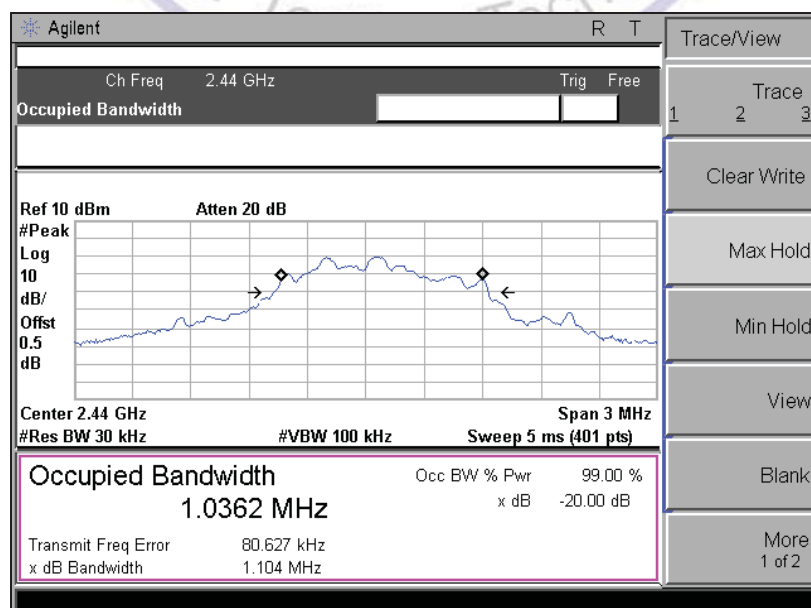 Agilent R T
Trace/View
Ch Freq 2.44 GHz Trig Free
Occupied Bandwidth
Trace
1 2 3
Clear Write
Max Hold
Min Hold
View
Blank
More
1 of 2
Ref 10 dBm Atten 20 dB
#Peak
Log
10
dB/
Offst
0.5
dB
Center 2.44 GHz Span 3 MHz
#Res BW 30 kHz #VBW 100 kHz Sweep 5 ms (401 pts)
Occupied Bandwidth
1.0362 MHz
Occ BW % Pwr 99.00 %
x dB -20.00 dB
Transmit Freq Error 80.627 kHz
x dB Bandwidth 1.104 MHz